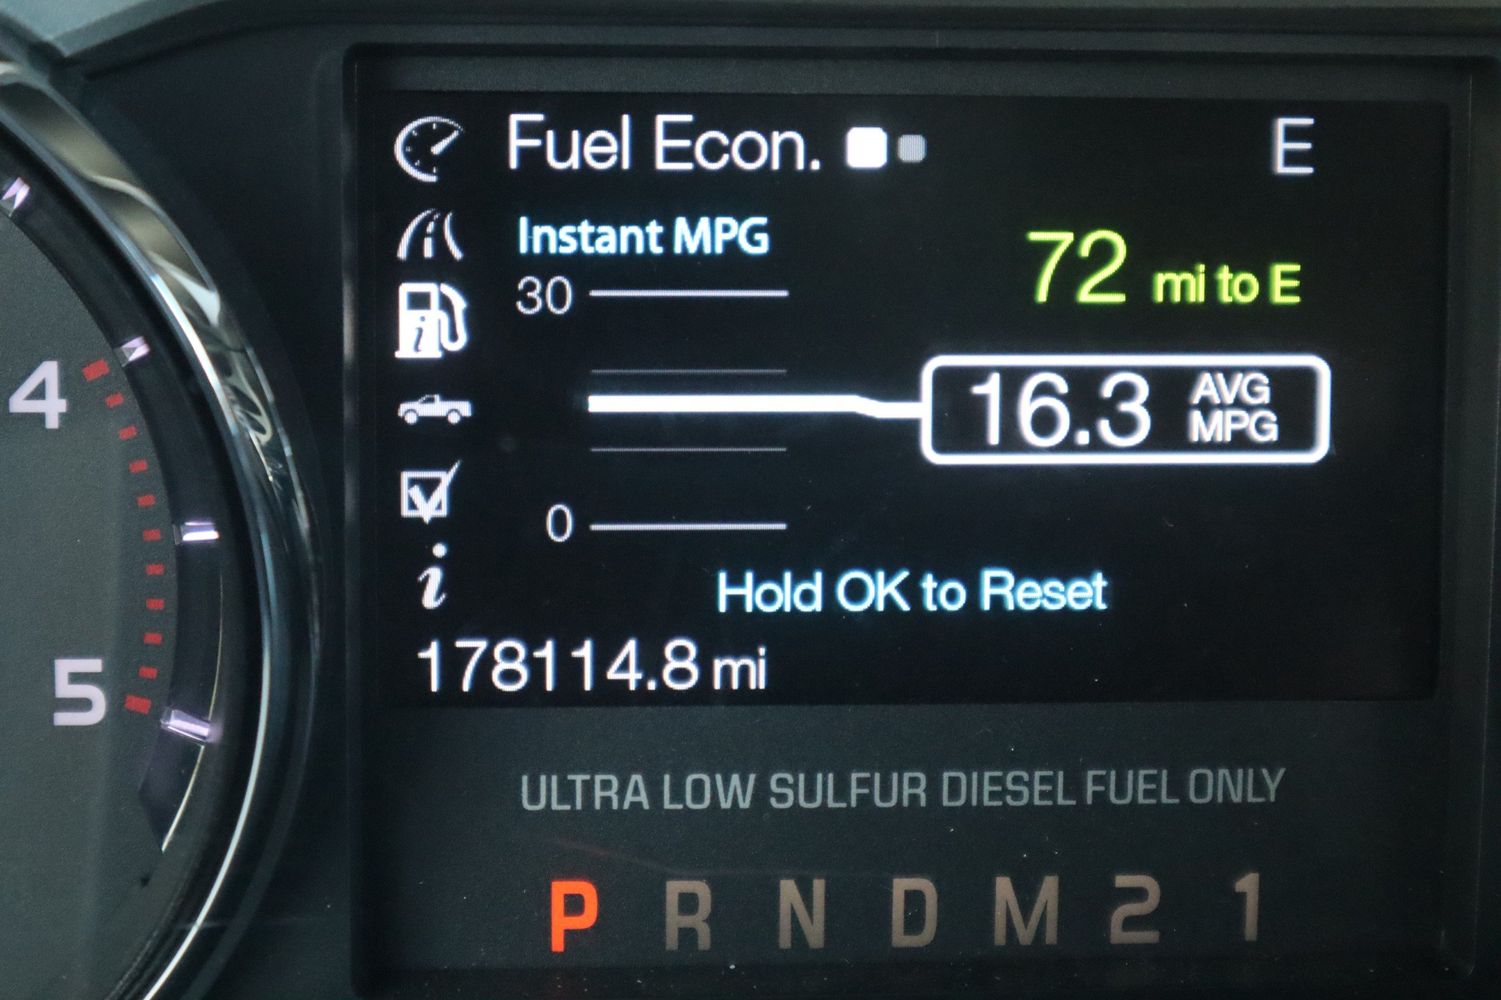 Fuel Econ.
E
Instant MPG
72 mi to E
30
16.3 AVG MPG
0
Hold OK to Reset
178114.8 mi
ULTRA LOW SULFUR DIESEL FUEL ONLY
P R N D M 2 1
4
5